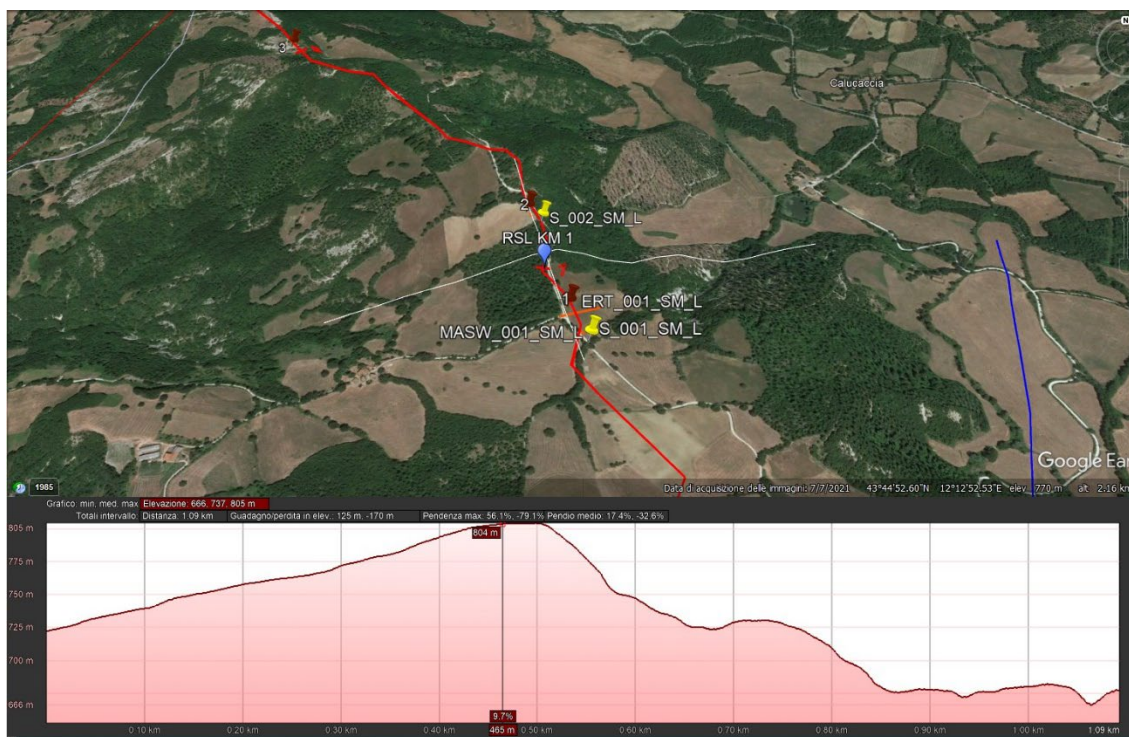 N
3
Calucaccia
2
S_002_SM_L
RSL KM 1
1
ERT_001_SM_L
MASW_001_SM_L
S_001_SM_L
Google Ear
1985
Data di acquisizione delle immagini: 7/7/2021 43°44'52.60"N 12°12'52.53"E elev 770 m alt 2.16 km
Grafico: min, med, max Elevazione: 666, 737, 805 m
Totali intervallo: Distanza: 1.09 km Guadagno/perdita in elev.: 125 m, -170 m Pendenza max: 56.1%, -79.1% Pendio medio: 17.4%, -32.6%
805 m
804 m
775 m
750 m
725 m
700 m
666 m
9.7%
0.10 km 0.20 km 0.30 km 0.40 km 465 m 0.50 km 0.60 km 0.70 km 0.80 km 0.90 km 1.00 km 1.09 km